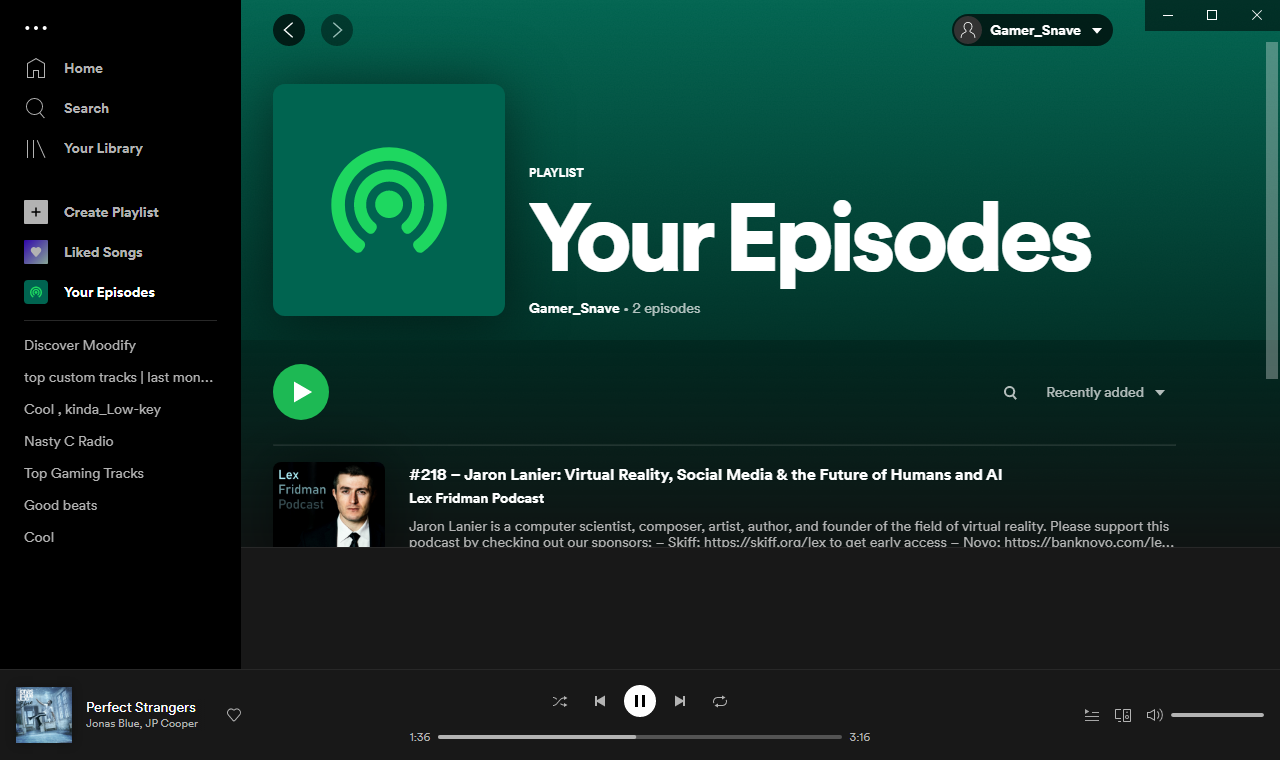 Home
Search
Your Library
Create Playlist
Liked Songs
Your Episodes
Discover Moodify
top custom tracks | last mon...
Cool , kinda_Low-key
Nasty C Radio
Top Gaming Tracks
Good beats
Cool
Gamer_Snave
PLAYLIST
Your Episodes
Gamer_Snave • 2 episodes
Recently added
Lex
Fridman
Podcast
#218 – Jaron Lanier: Virtual Reality, Social Media & the Future of Humans and AI
Lex Fridman Podcast
Jaron Lanier is a computer scientist, composer, artist, author, and founder of the field of virtual reality. Please support this
podcast by checking out our sponsors: – Skiff: https://skiff.org/lex to get early access – Novo: https://banknovo.com/le...
Perfect Strangers
Jonas Blue, JP Cooper
1:36
3:16